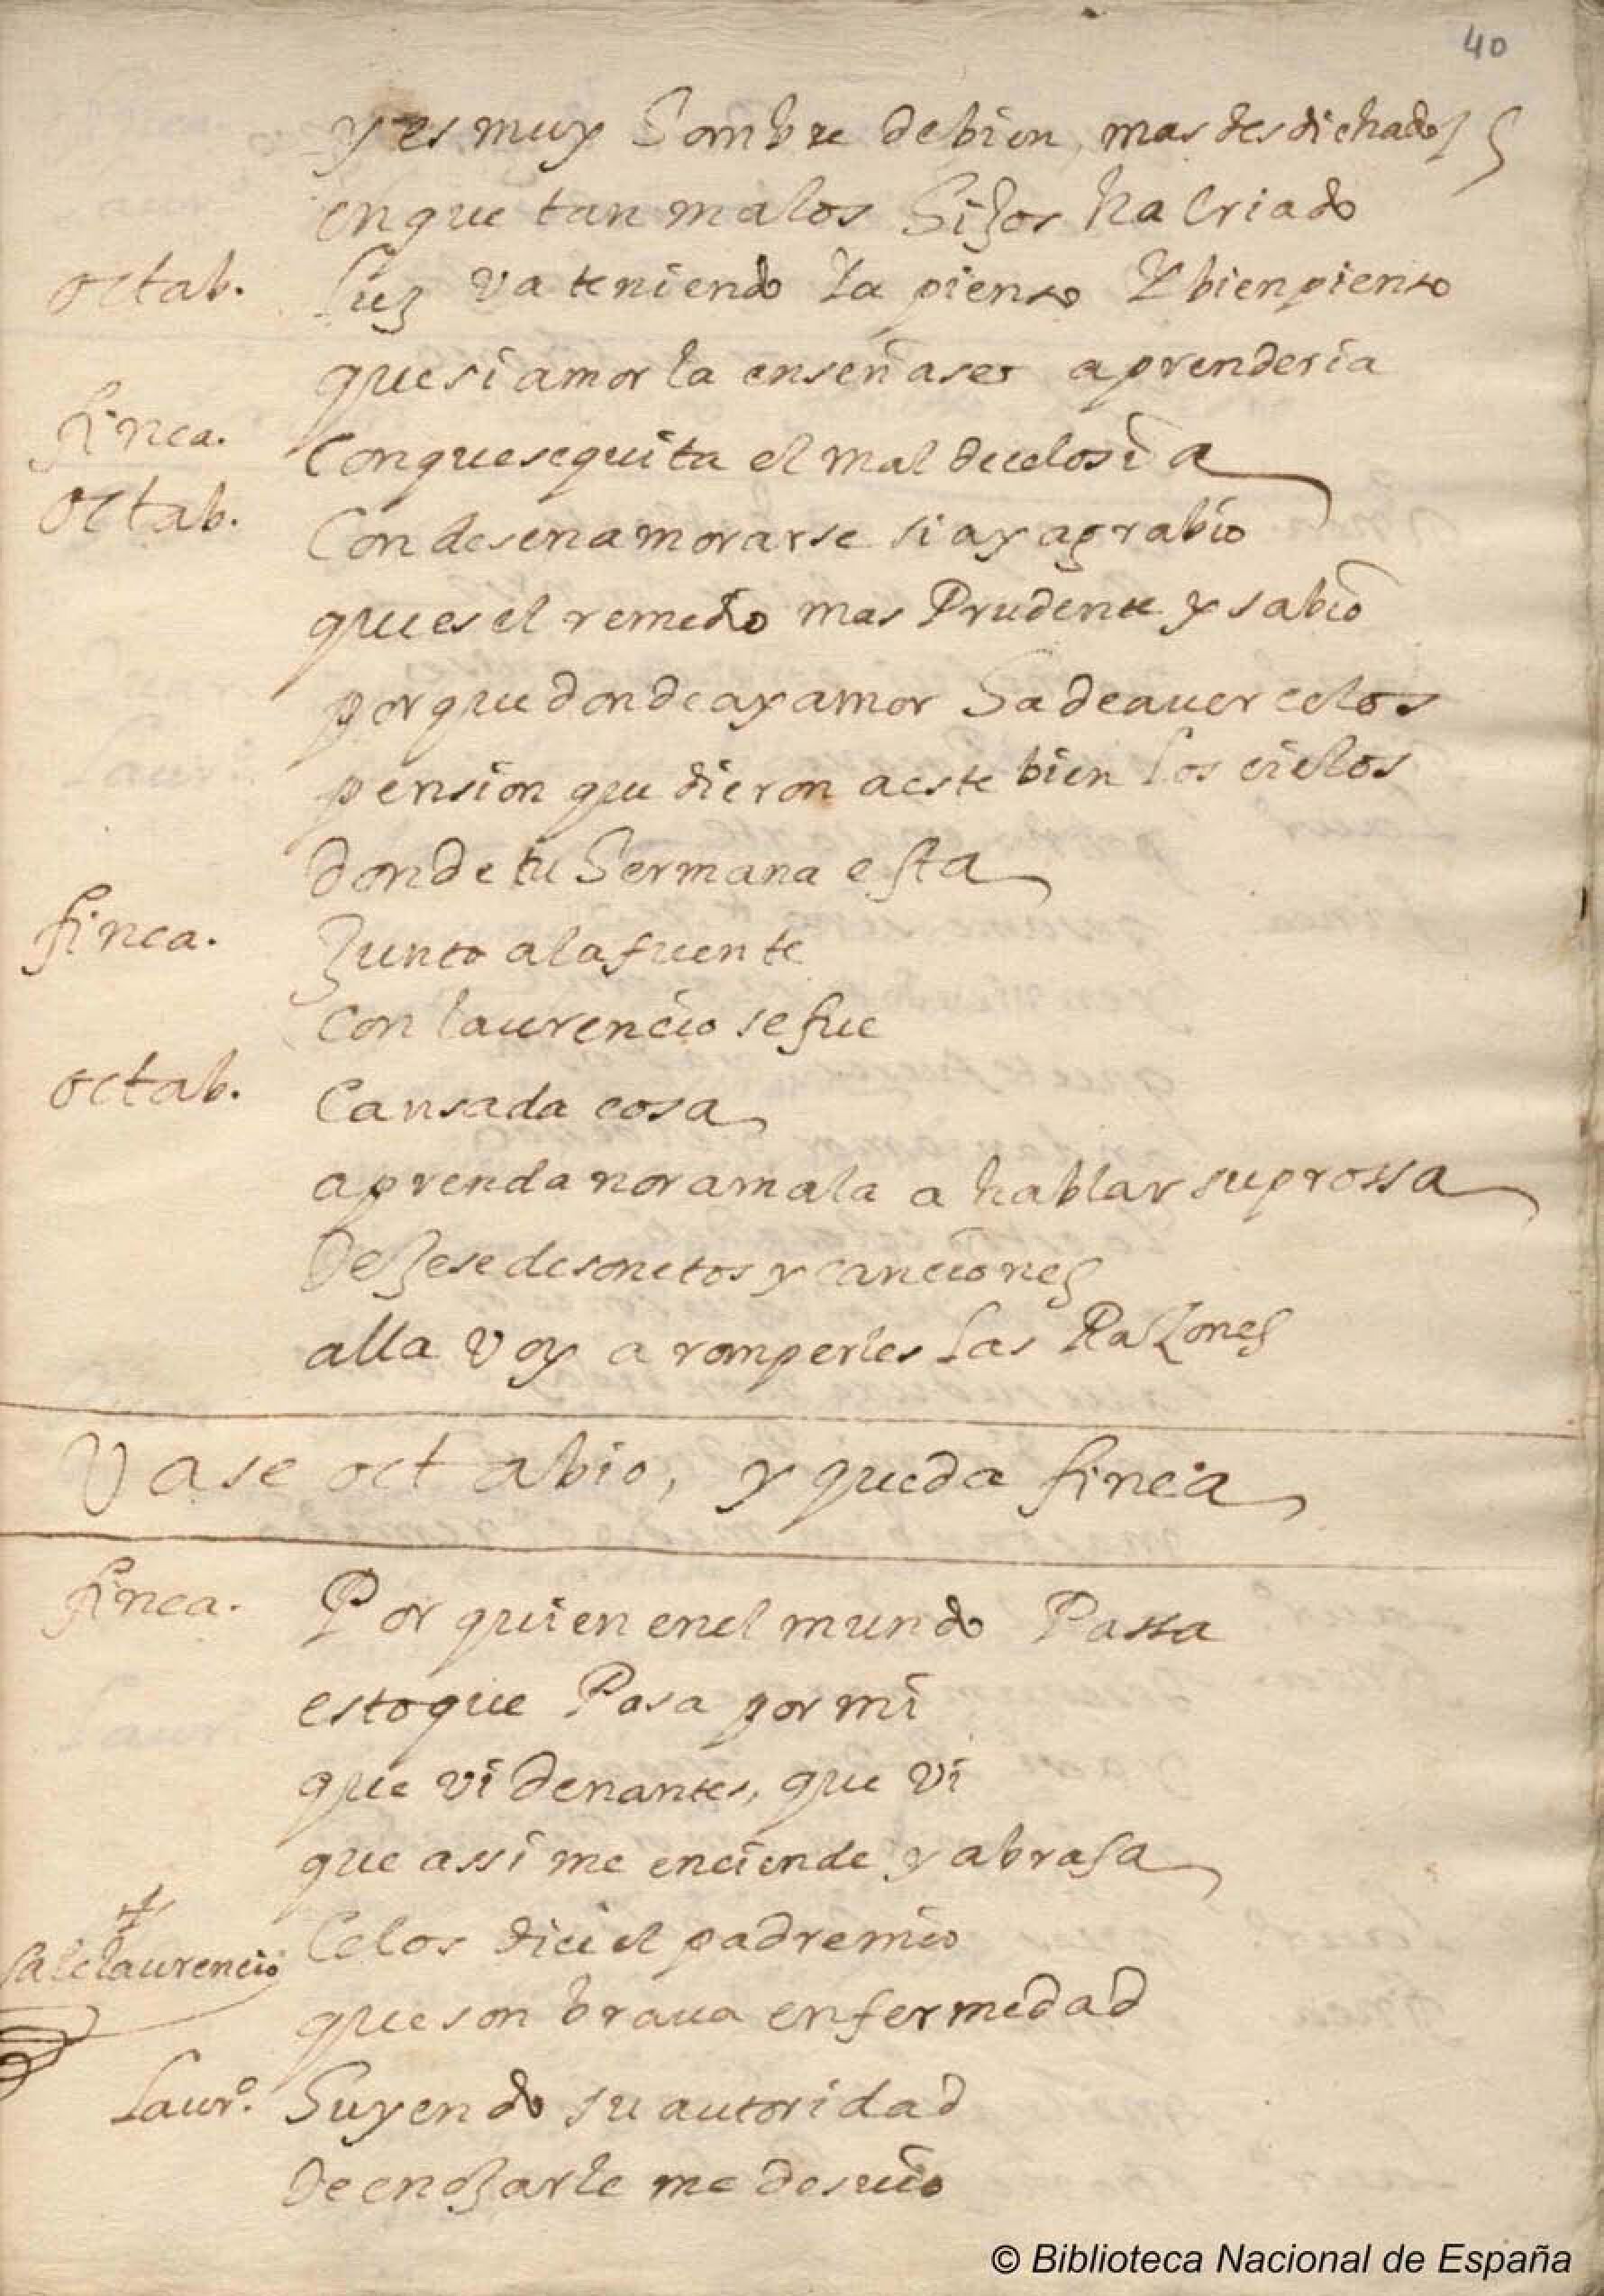 40
y es muy hombre de bien, mas desdichado
en que tan malos hijos ha criado
octab. luz va teniendo ya pienso Y bien pienso
que si amor la enseñase aprenderia
finea. Con que se quita el mal de celosia
octab. Con desenamorarse si ay agrabio
que es el remedio mas Prudente y sabio
porque donde ay amor ha de auer celos
pension que dieron a este bien los cielos
donde tu hermana esta
finea. Junto a la fuente
con laurencio se fue
octab. Cansada cosa
aprenda noramala a hablar su prossa
Dejese de sonetos y canciones
alla voy a romperles las Razones
Vase octabio, y queda finea
finea. Por quien en el mundo Passa
esto que Pasa por mi
que vi denantes, que vi
que assi me enciende y abrasa
Celos dice el padre mio
Sale laurencio
que son braua enfermedad
Laur.º huyendo su autoridad
De enojarle me desuio
© Biblioteca Nacional de España